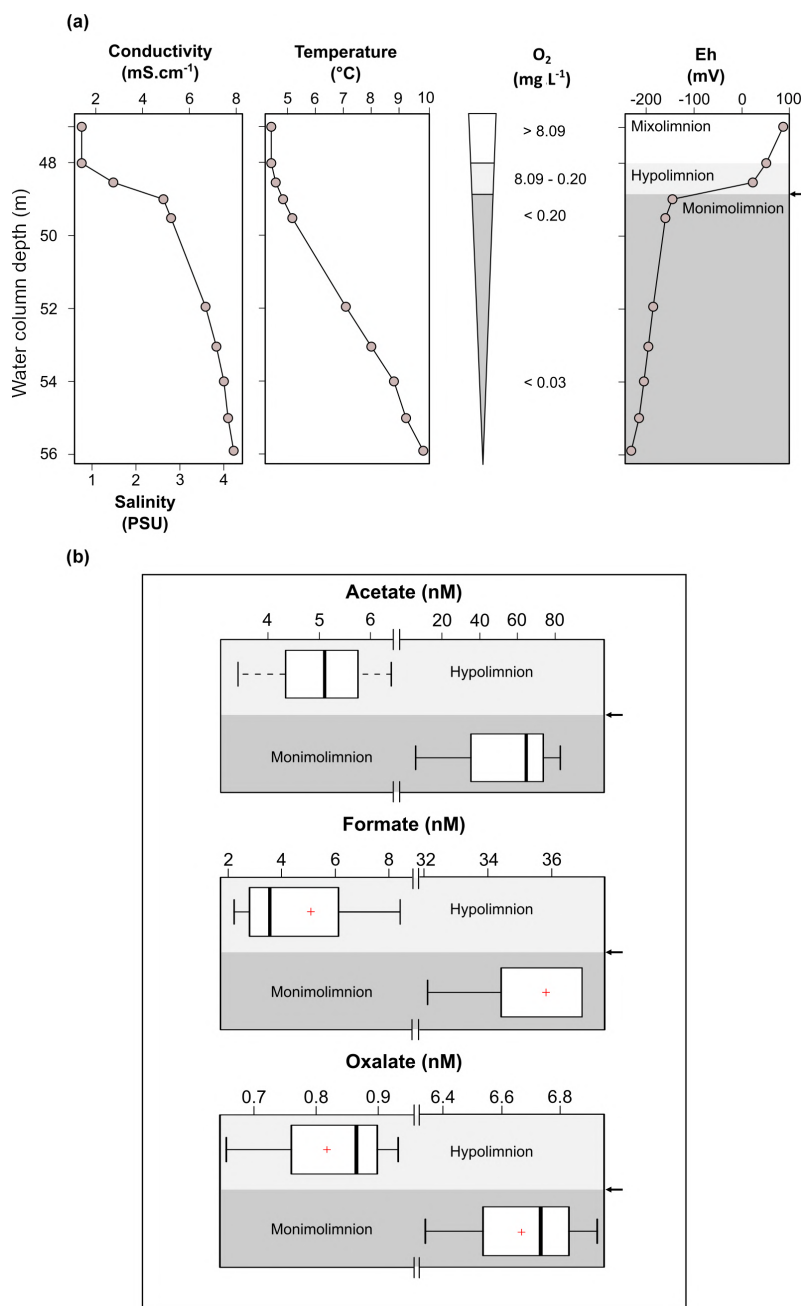 (a)
Conductivity
(mS.cm⁻¹)
Temperature
(°C)
O₂
(mg L⁻¹)
Eh
(mV)
2 4 6 8
5 6 7 8 9 10
-200 -100 0 100
> 8.09
8.09 - 0.20
< 0.20
< 0.03
Mixolimnion
Hypolimnion
Monimolimnion
Water column depth (m)
48
50
52
54
56
1 2 3 4
Salinity
(PSU)
(b)
Acetate (nM)
4 5 6 20 40 60 80
Hypolimnion
Monimolimnion
Formate (nM)
2 4 6 8 32 34 36
Hypolimnion
Monimolimnion
Oxalate (nM)
0.7 0.8 0.9 6.4 6.6 6.8
Hypolimnion
Monimolimnion